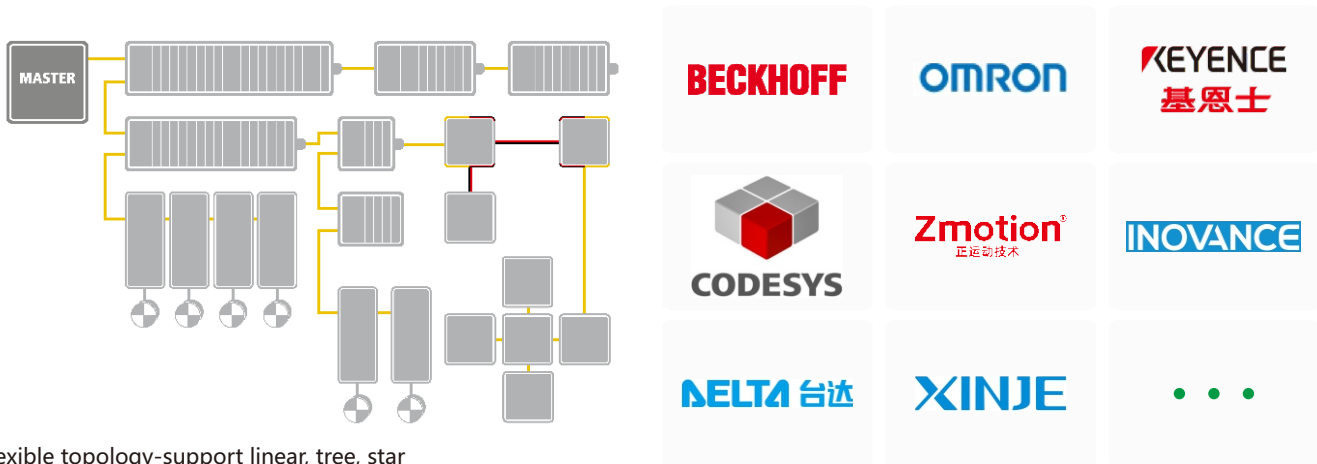 MASTER
BECKHOFF
OMRON
KEYENCE
基恩士
CODESYS
Zmotion®
正运动技术
INOVANCE
DELTA 台达
XINJE
exible topology-support linear, tree, star